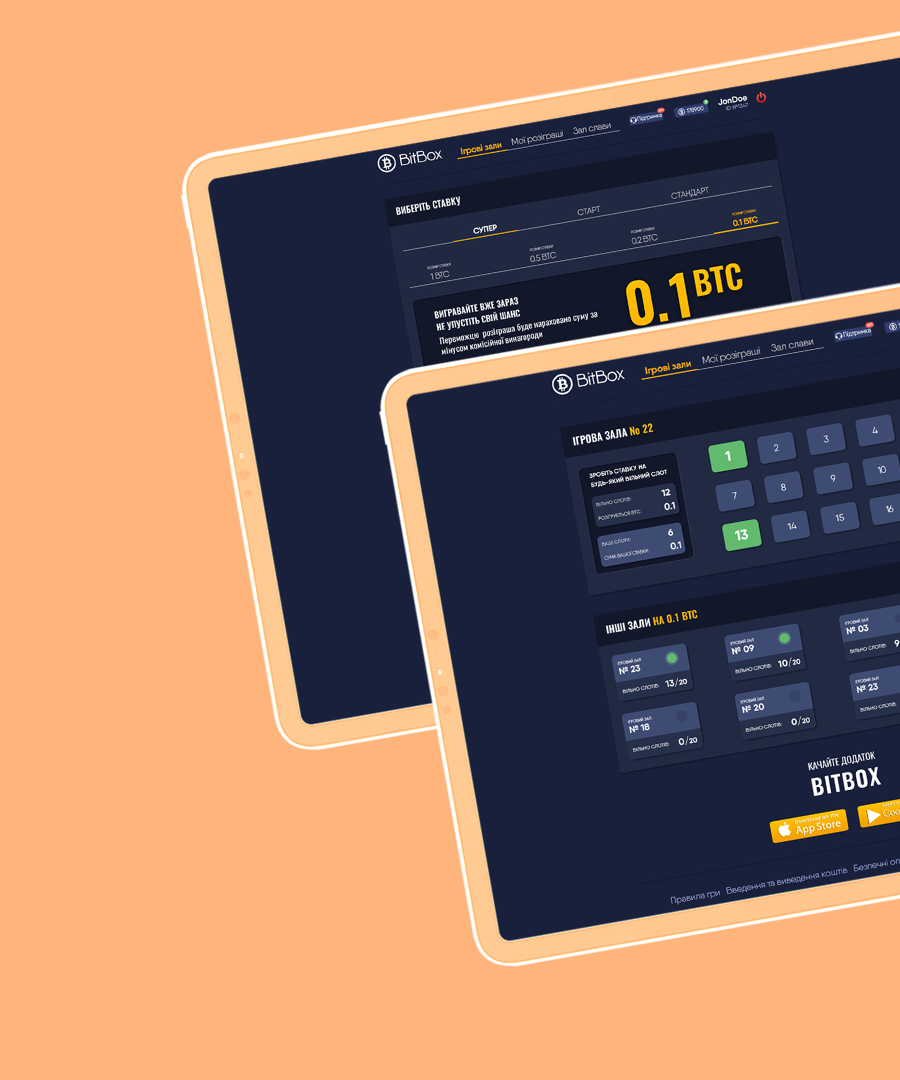 BitBox
Ігрові зали
Мої розіграші
Зал слави
Підтримка
178900
JonDoe
ВИБЕРІТЬ СТАВКУ
СУПЕР
СТАРТ
СТАНДАРТ
РОЗМІР СТАВКИ
1 BTC
РОЗМІР СТАВКИ
0.5 BTC
РОЗМІР СТАВКИ
0.2 BTC
РОЗМІР СТАВКИ
0.1 BTC
ВИГРАВАЙТЕ ВЖЕ ЗАРАЗ
НЕ УПУСТІТЬ СВІЙ ШАНС
Переможцю розіграша буде нараховано суму за
мінусом комісійної винагороди
0.1 BTC
BitBox
Ігрові зали
Мої розіграші
Зал слави
Підтримка
ІГРОВА ЗАЛА № 22
ЗРОБІТЬ СТАВКУ НА
БУДЬ-ЯКИЙ ВІЛЬНИЙ СЛОТ
ВІЛЬНО СЛОТІВ: 12
РОЗІГРУЄТЬСЯ BTC: 0.1
ВАШІ СЛОТИ: 6
СУМА ВАШОЇ СТАВКИ: 0.1
1 2 3 4
7 8 9 10
13 14 15 16
ІНШІ ЗАЛИ НА 0.1 BTC
ІГРОВИЙ ЗАЛ
№ 23
ВІЛЬНО СЛОТІВ: 13/20
ІГРОВИЙ ЗАЛ
№ 09
ВІЛЬНО СЛОТІВ: 10/20
ІГРОВИЙ ЗАЛ
№ 03
ВІЛЬНО СЛОТІВ: 9
ІГРОВИЙ ЗАЛ
№ 18
ВІЛЬНО СЛОТІВ: 0/20
ІГРОВИЙ ЗАЛ
№ 20
ВІЛЬНО СЛОТІВ: 0/20
ІГРОВИЙ ЗАЛ
№ 23
ВІЛЬНО СЛОТІВ:
КАЧАЙТЕ ДОДАТОК
BITBOX
Download on the
App Store
Правила гри
Введення та виведення коштів
Безпечні